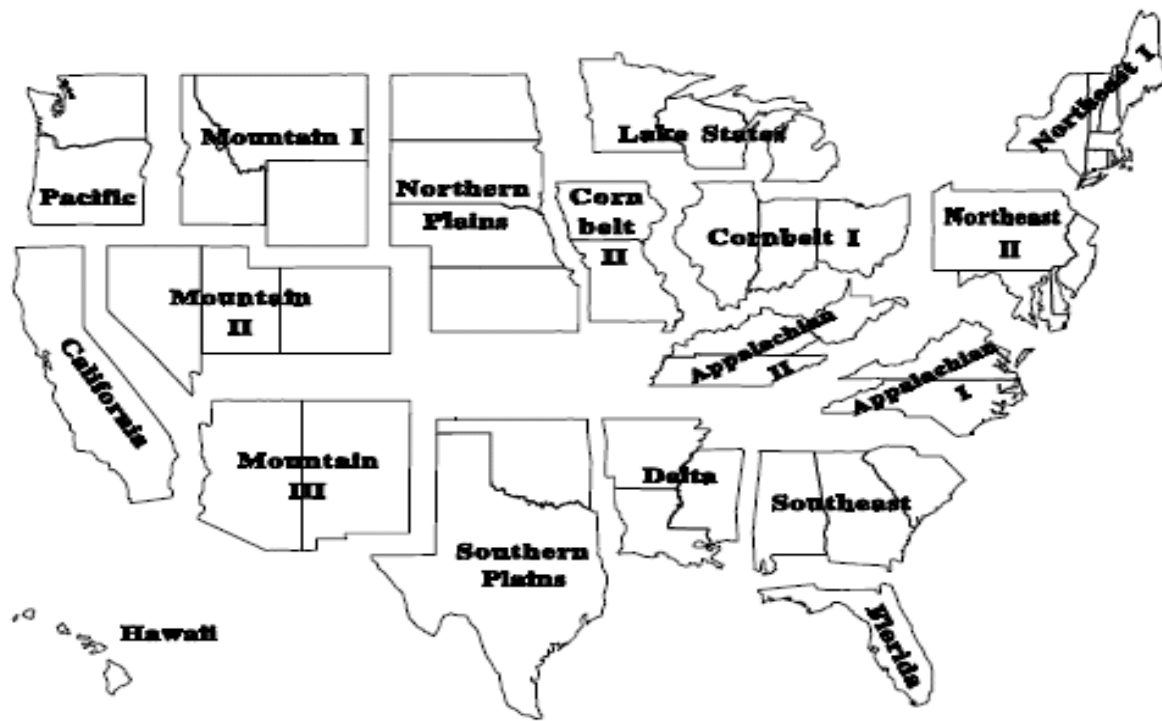 Northeast I
Mountain I
Lake States
Pacific
Northern
Plains
Corn
belt
II
Cornbelt I
Northeast
II
Mountain
II
California
Appalachian
II
Appalachian
I
Mountain
III
Delta
Southeast
Southern
Plains
Hawaii
Florida